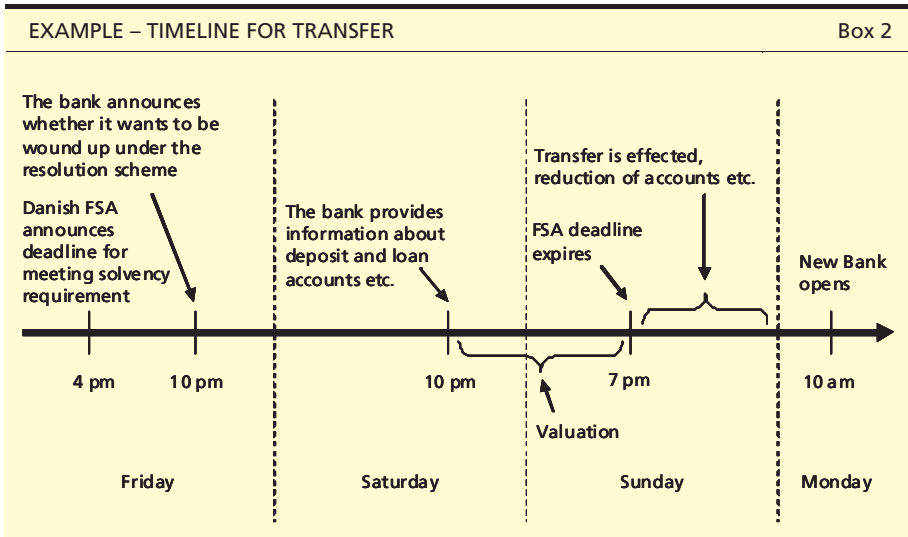 EXAMPLE – TIMELINE FOR TRANSFER
Box 2
The bank announces
whether it wants to be
wound up under the
resolution scheme
Danish FSA
announces
deadline for
meeting solvency
requirement
The bank provides
information about
deposit and loan
accounts etc.
Transfer is effected,
reduction of accounts etc.
FSA deadline
expires
New Bank
opens
4 pm
10 pm
10 pm
7 pm
10 am
Valuation
Friday
Saturday
Sunday
Monday